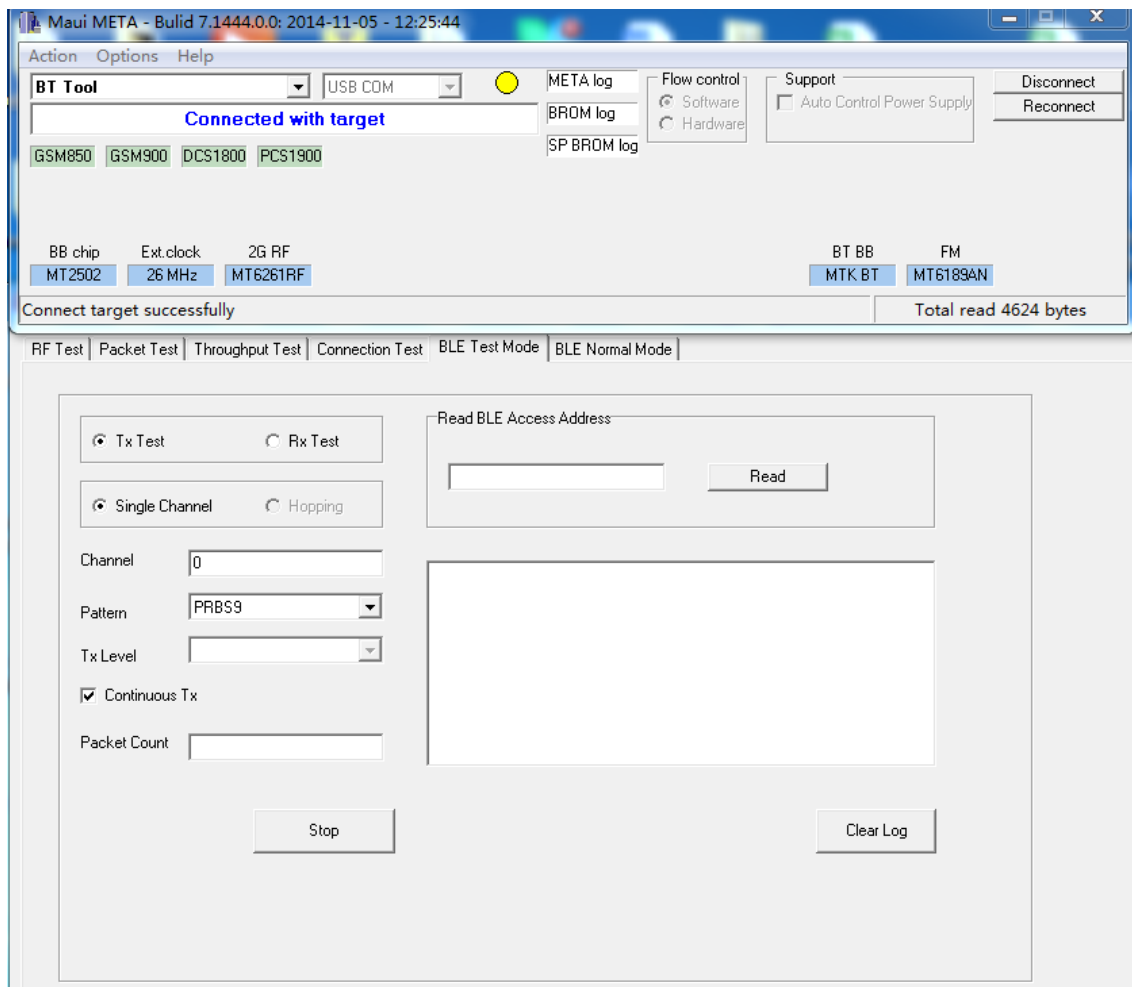 Maui META - Bulid 7.1444.0.0: 2014-11-05 - 12:25:44
Action Options Help
BT Tool USB COM META log Flow control Support Disconnect
Connected with target BROM log Software Auto Control Power Supply Reconnect
SP BROM log Hardware
GSM850 GSM900 DCS1800 PCS1900
BB chip Ext.clock 2G RF BT BB FM
MT2502 26 MHz MT6261RF MTK BT MT6189AN
Connect target successfully Total read 4624 bytes
RF Test Packet Test Throughput Test Connection Test BLE Test Mode BLE Normal Mode
Read BLE Access Address
Tx Test Rx Test
Read
Single Channel Hopping
Channel 0
Pattern PRBS9
Tx Level
Continuous Tx
Packet Count
Stop Clear Log